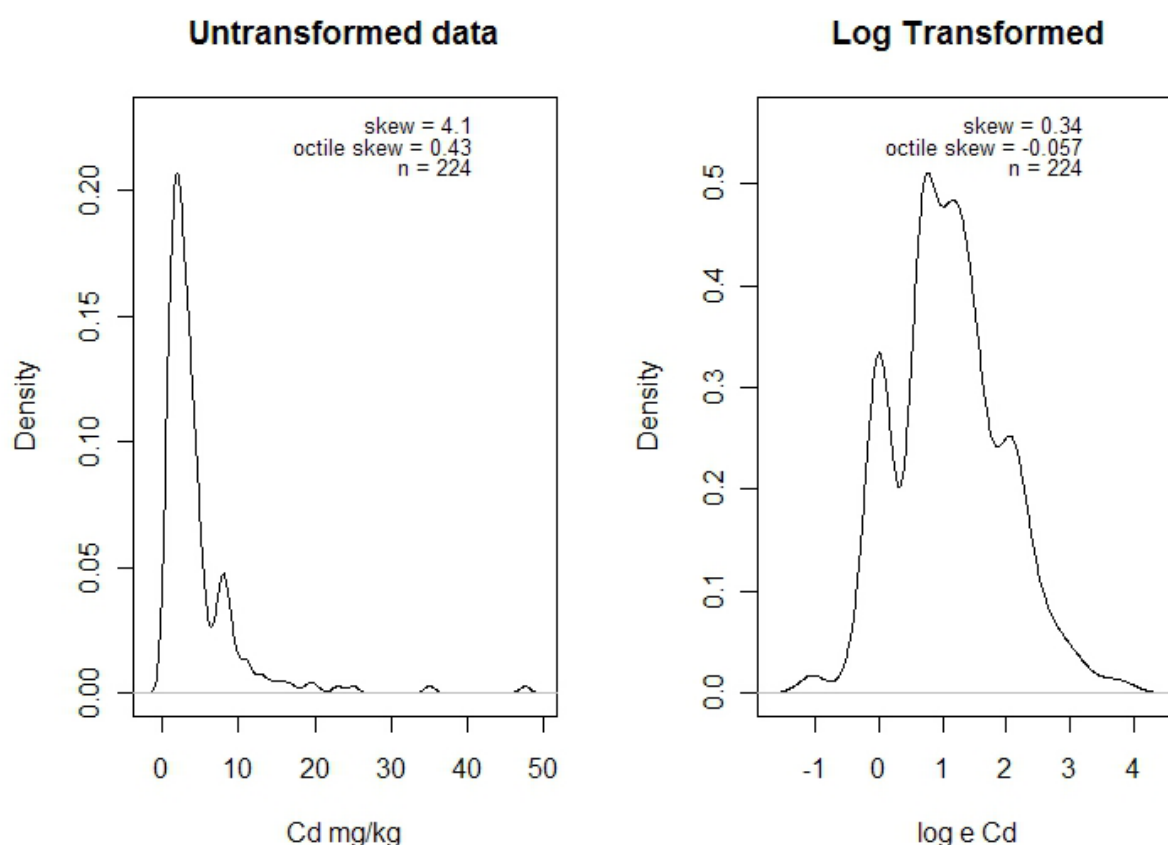 Untransformed data
skew = 4.1
octile skew = 0.43
n = 224
Density
0.20
0.15
0.10
0.05
0.00
0 10 20 30 40 50
Cd mg/kg
Log Transformed
skew = 0.34
octile skew = -0.057
n = 224
Density
0.5
0.4
0.3
0.2
0.1
0.0
-1 0 1 2 3 4
log e Cd